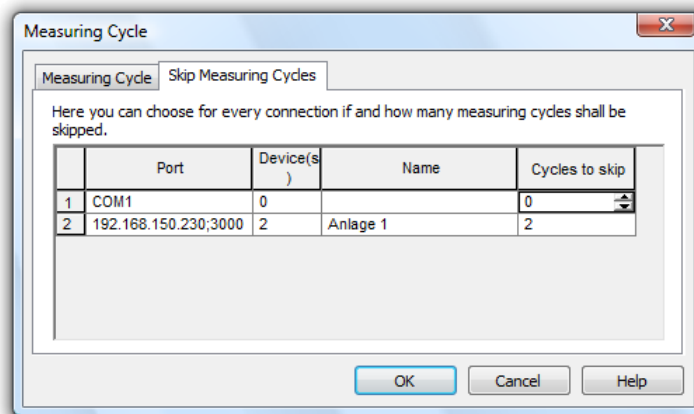 Measuring Cycle
Measuring Cycle Skip Measuring Cycles
Here you can choose for every connection if and how many measuring cycles shall be
skipped.
Port Device(s
) Name Cycles to skip
1 COM1 0 0
2 192.168.150.230;3000 2 Anlage 1 2
OK Cancel Help